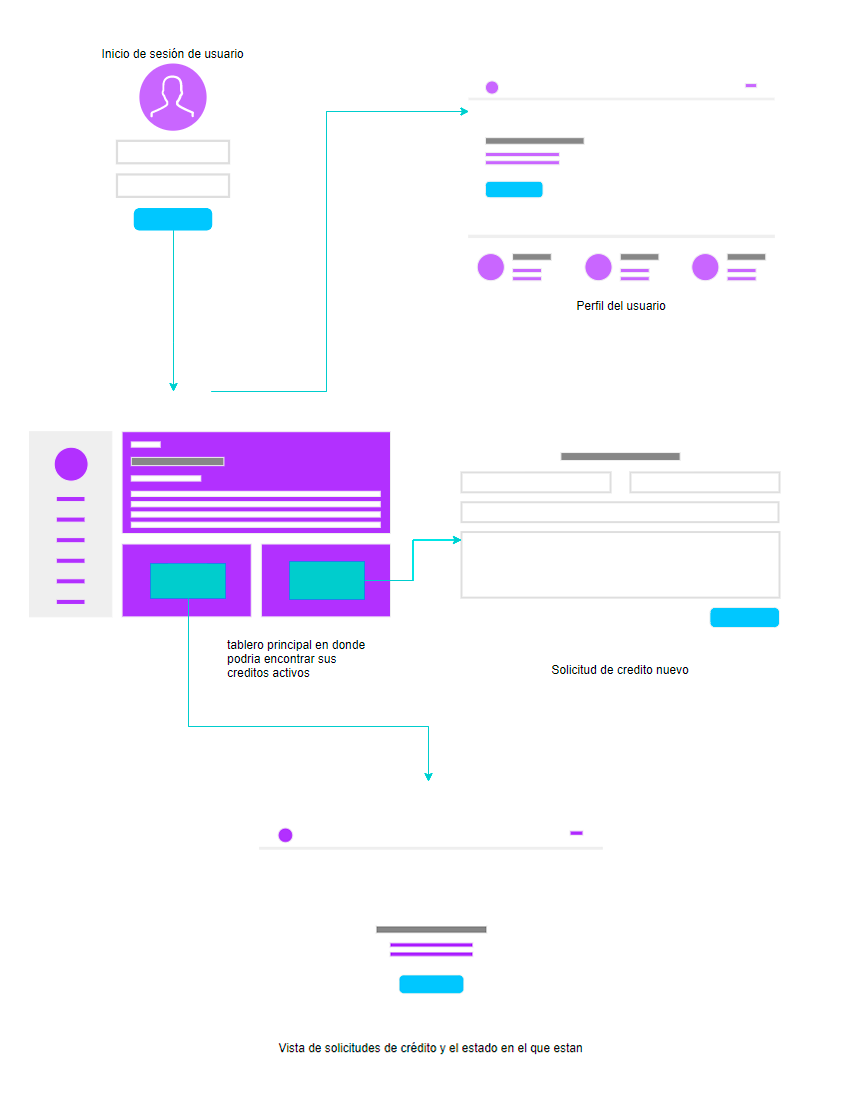 Inicio de sesión de usuario
Perfil del usuario
tablero principal en donde
podria encontrar sus
creditos activos
Solicitud de credito nuevo
Vista de solicitudes de crédito y el estado en el que estan